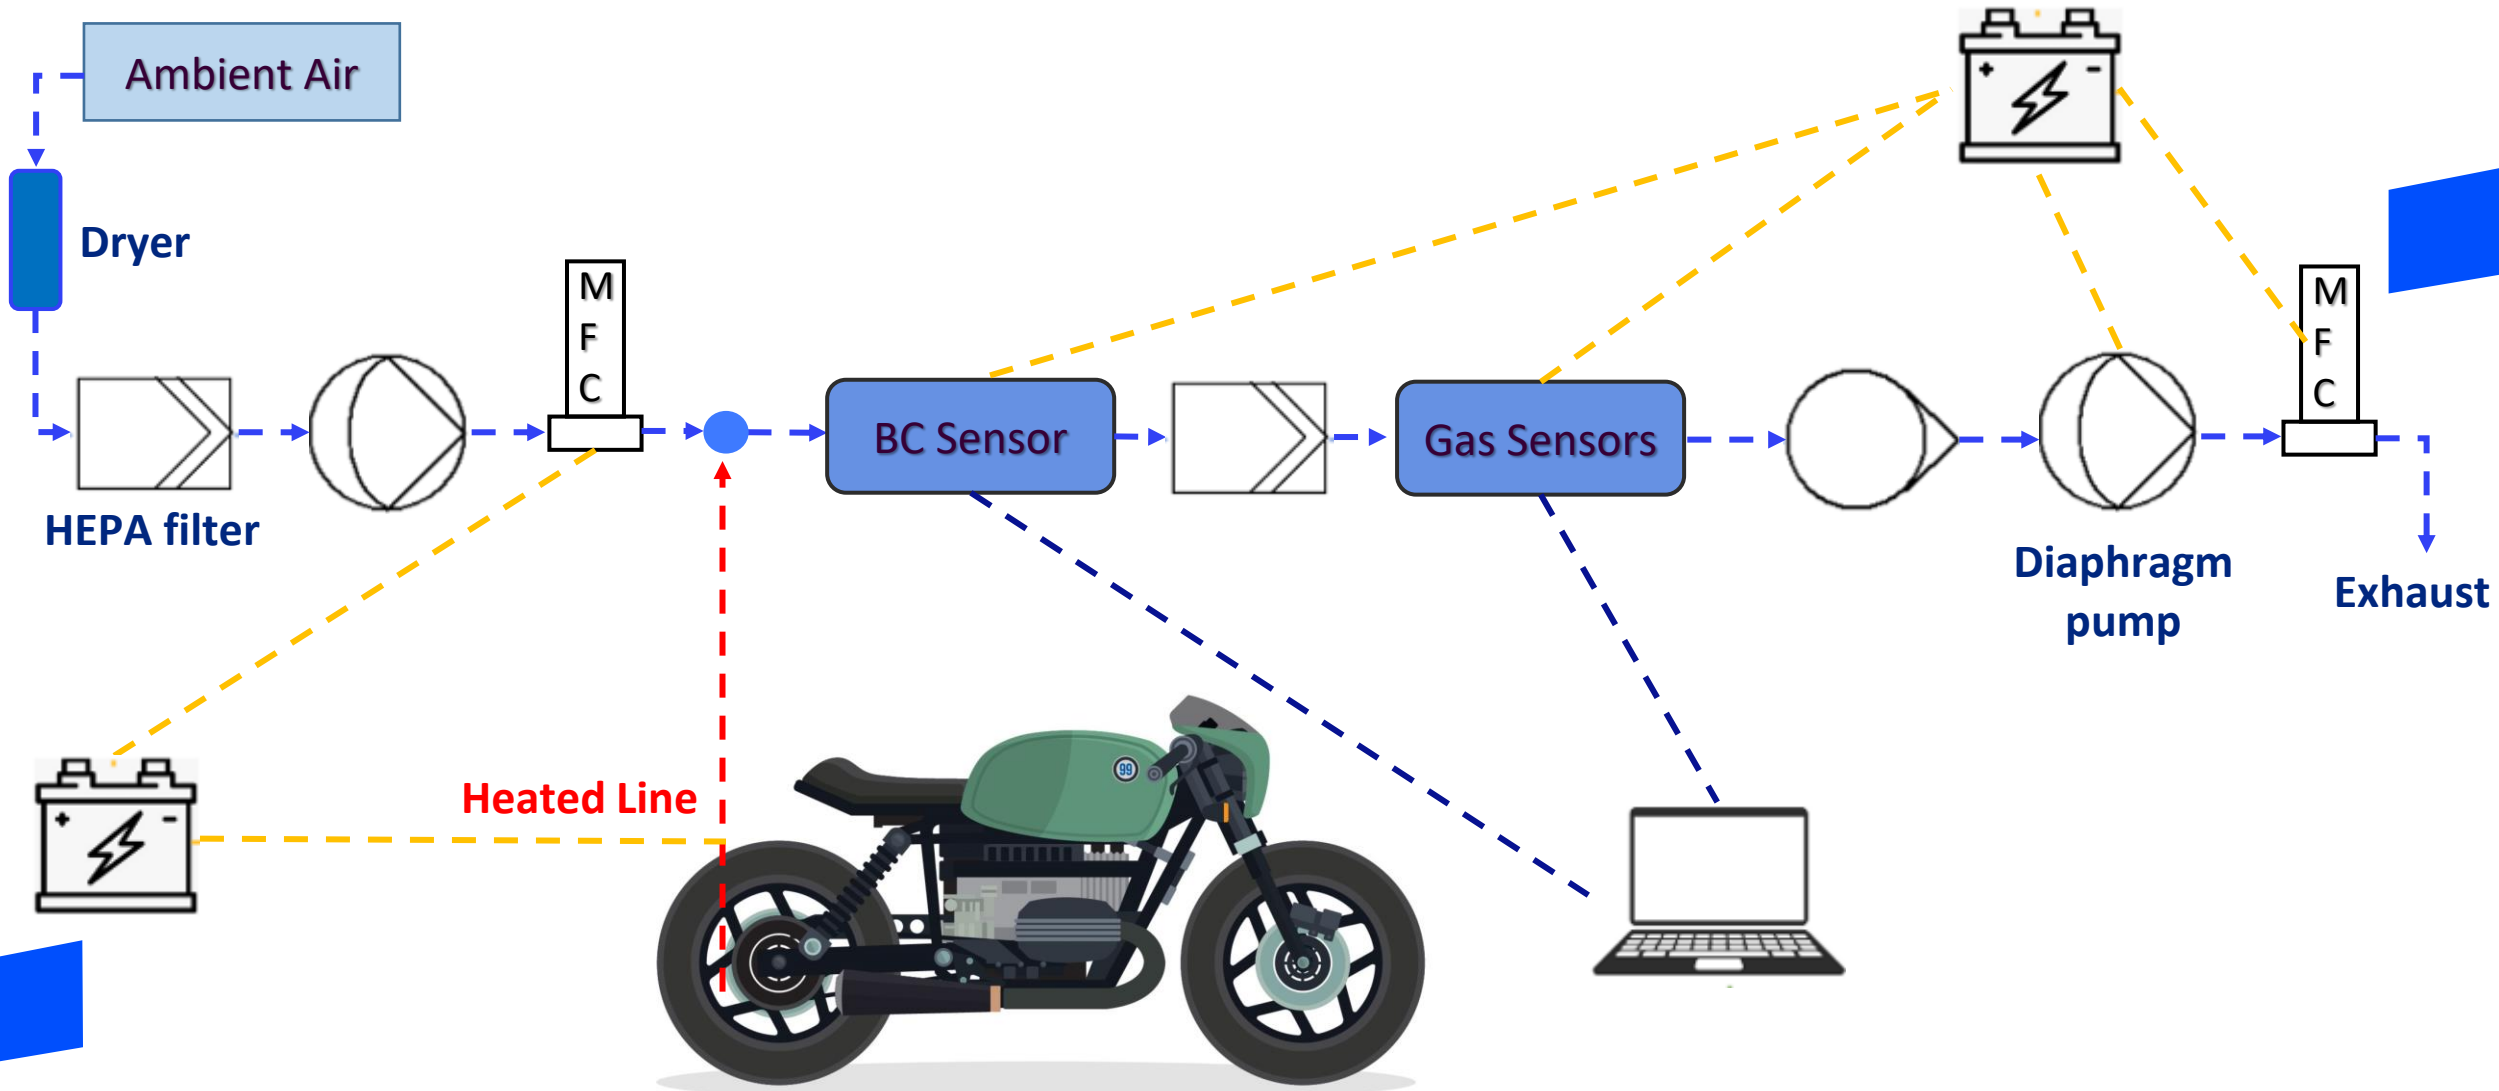 Ambient Air
Dryer
M
F
C
M
F
C
BC Sensor
Gas Sensors
HEPA filter
Diaphragm
pump
Exhaust
Heated Line
99
+ -
+ -